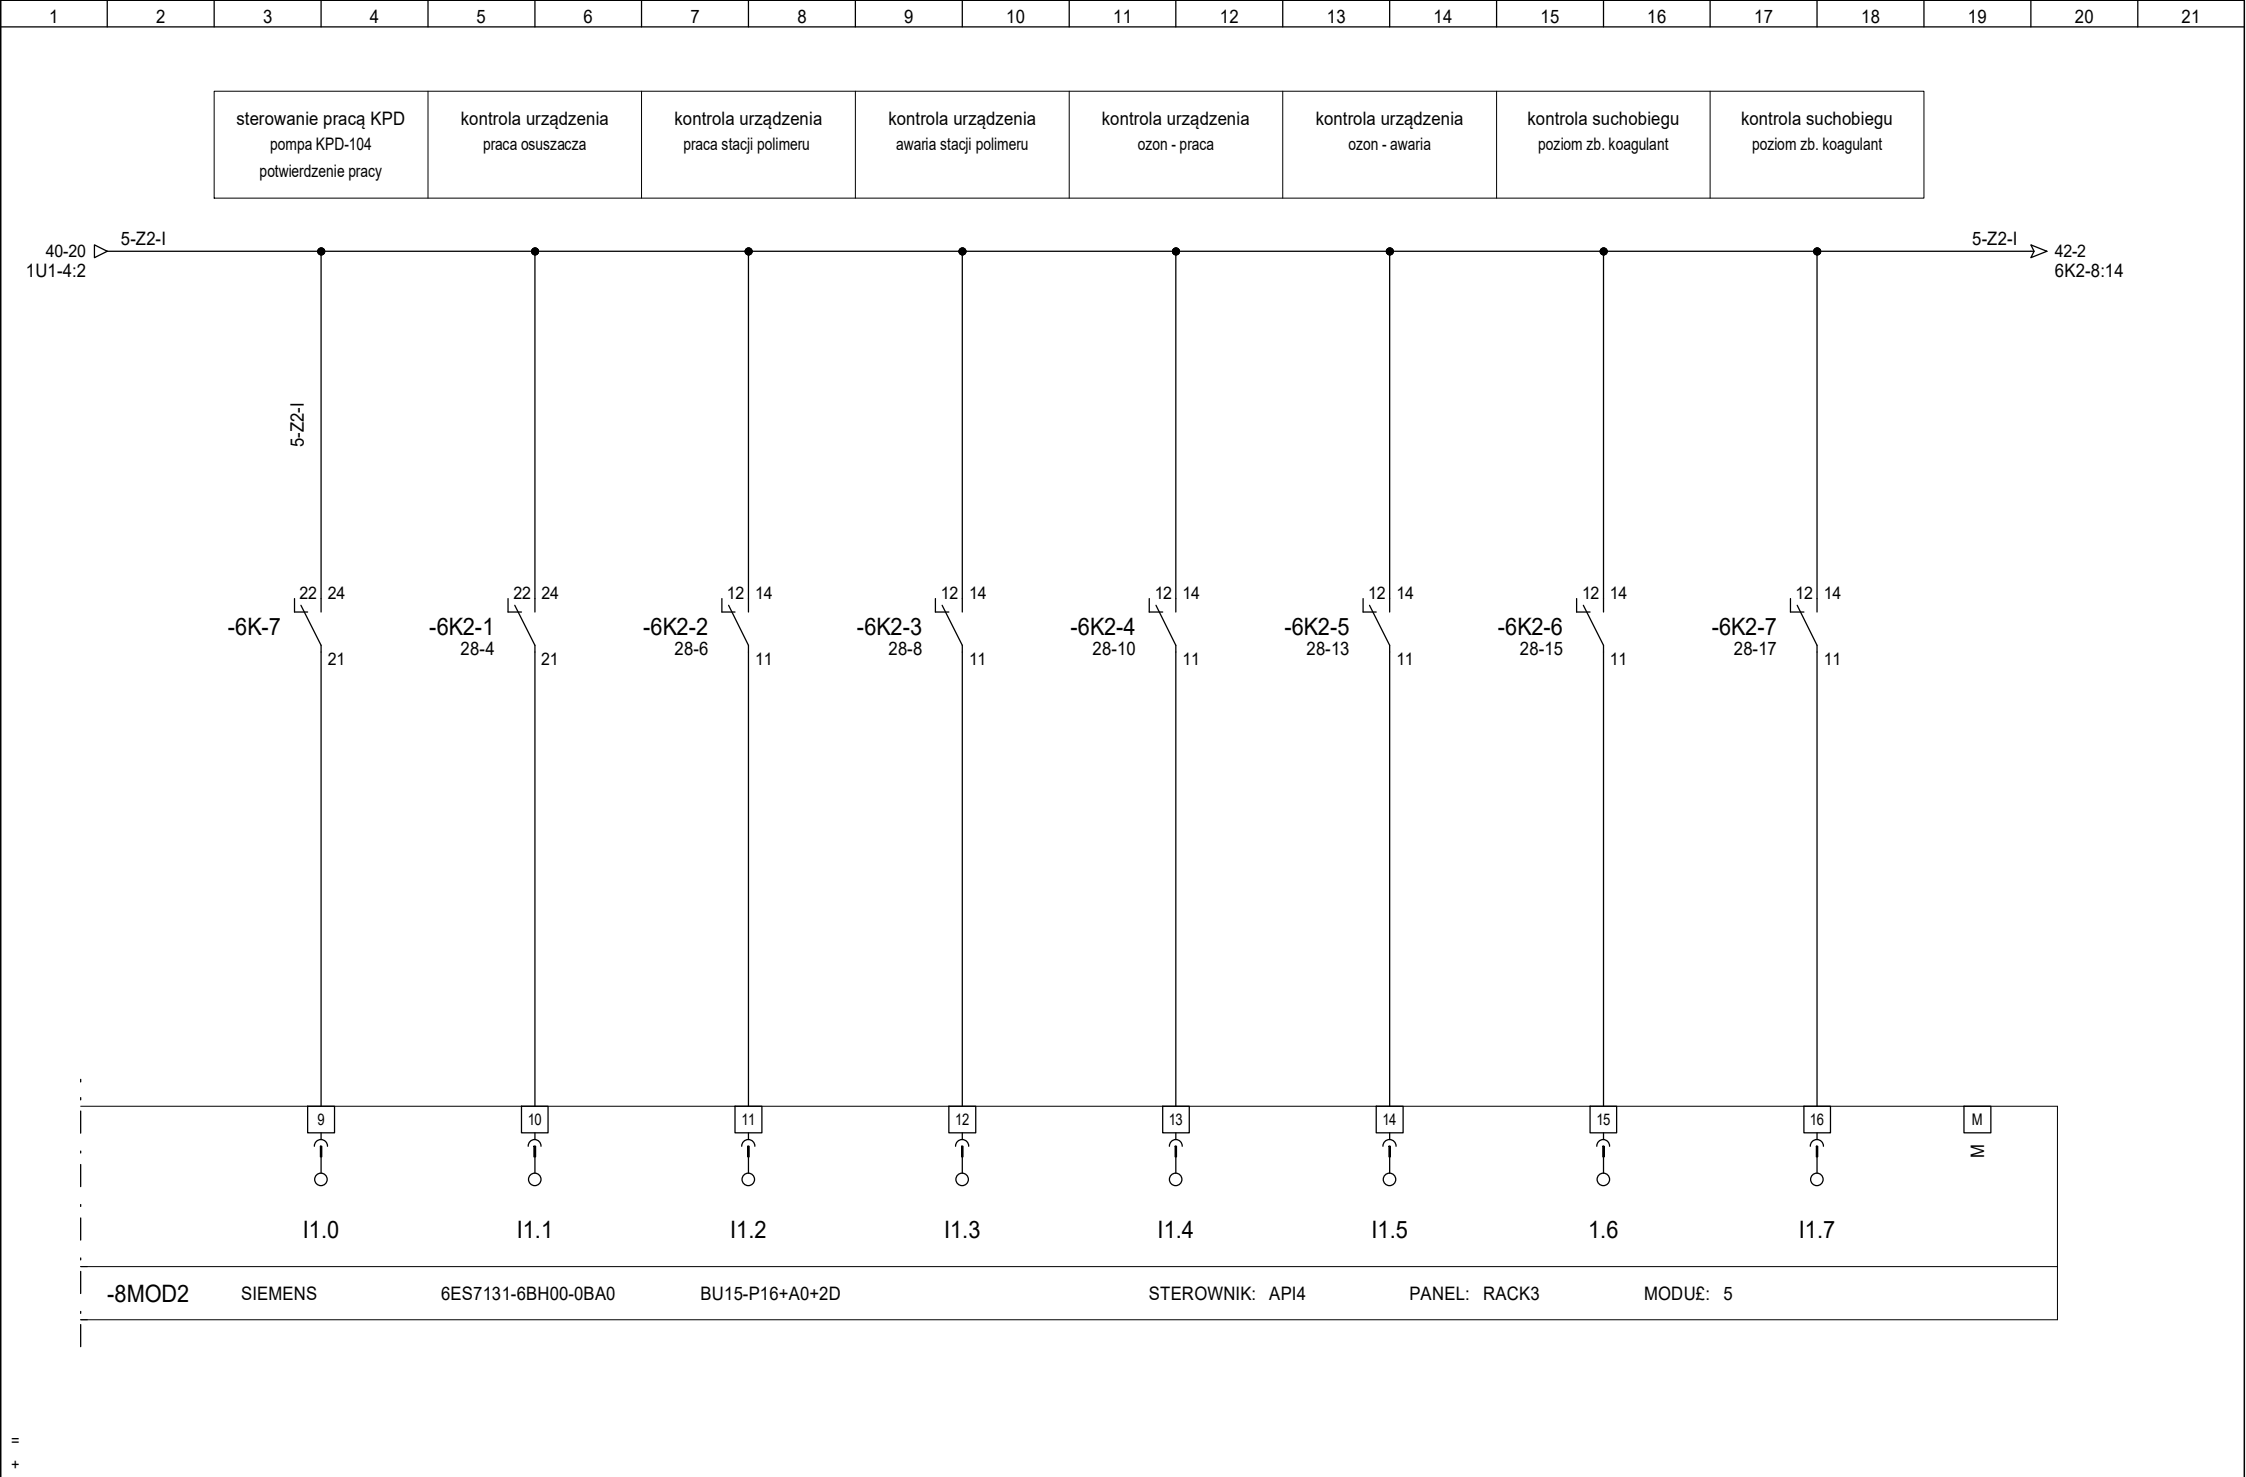 1 2 3 4 5 6 7 8 9 10 11 12 13 14 15 16 17 18 19 20 21
sterowanie pracą KPD
pompa KPD-104
potwierdzenie pracy
kontrola urządzenia
praca osuszacza
kontrola urządzenia
praca stacji polimeru
kontrola urządzenia
awaria stacji polimeru
kontrola urządzenia
ozon - praca
kontrola urządzenia
ozon - awaria
kontrola suchobiegu
poziom zb. koagulant
kontrola suchobiegu
poziom zb. koagulant
40-20
1U1-4:2
5-Z2-I
5-Z2-I
42-2
6K2-8:14
5-Z2-I
-6K-7
22 24
21
-6K2-1
28-4
22 24
21
-6K2-2
28-6
12 14
11
-6K2-3
28-8
12 14
11
-6K2-4
28-10
12 14
11
-6K2-5
28-13
12 14
11
-6K2-6
28-15
12 14
11
-6K2-7
28-17
12 14
11
9 10 11 12 13 14 15 16 M
M
I1.0 I1.1 I1.2 I1.3 I1.4 I1.5 1.6 I1.7
-8MOD2 SIEMENS 6ES7131-6BH00-0BA0 BU15-P16+A0+2D STEROWNIK: API4 PANEL: RACK3 MODU£: 5
=
+